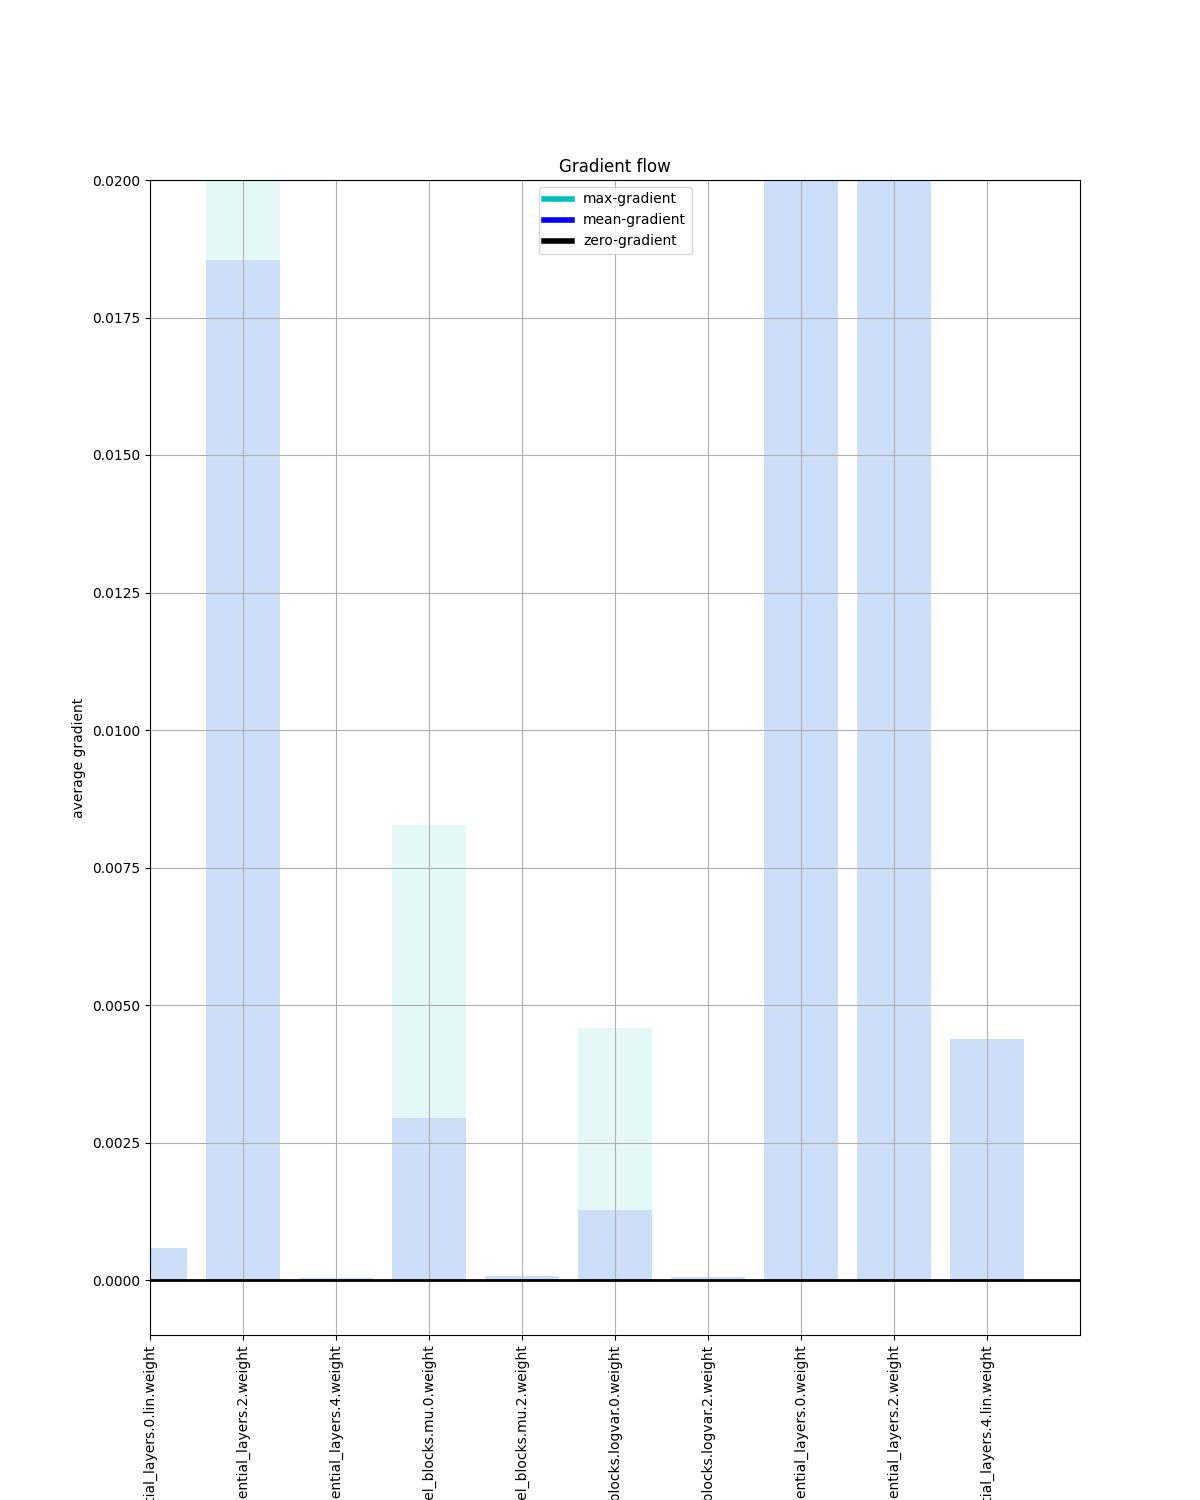 Gradient flow
max-gradient
mean-gradient
zero-gradient
0.0200
0.0175
0.0150
0.0125
0.0100
0.0075
0.0050
0.0025
0.0000
average gradient
tial_layers.0.lin.weight
ential_layers.2.weight
ential_layers.4.weight
el_blocks.mu.0.weight
el_blocks.mu.2.weight
blocks.logvar.0.weight
blocks.logvar.2.weight
ential_layers.0.weight
ential_layers.2.weight
tial_layers.4.lin.weight